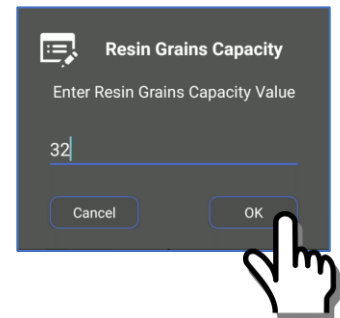 Resin Grains Capacity
Enter Resin Grains Capacity Value
32
Cancel OK